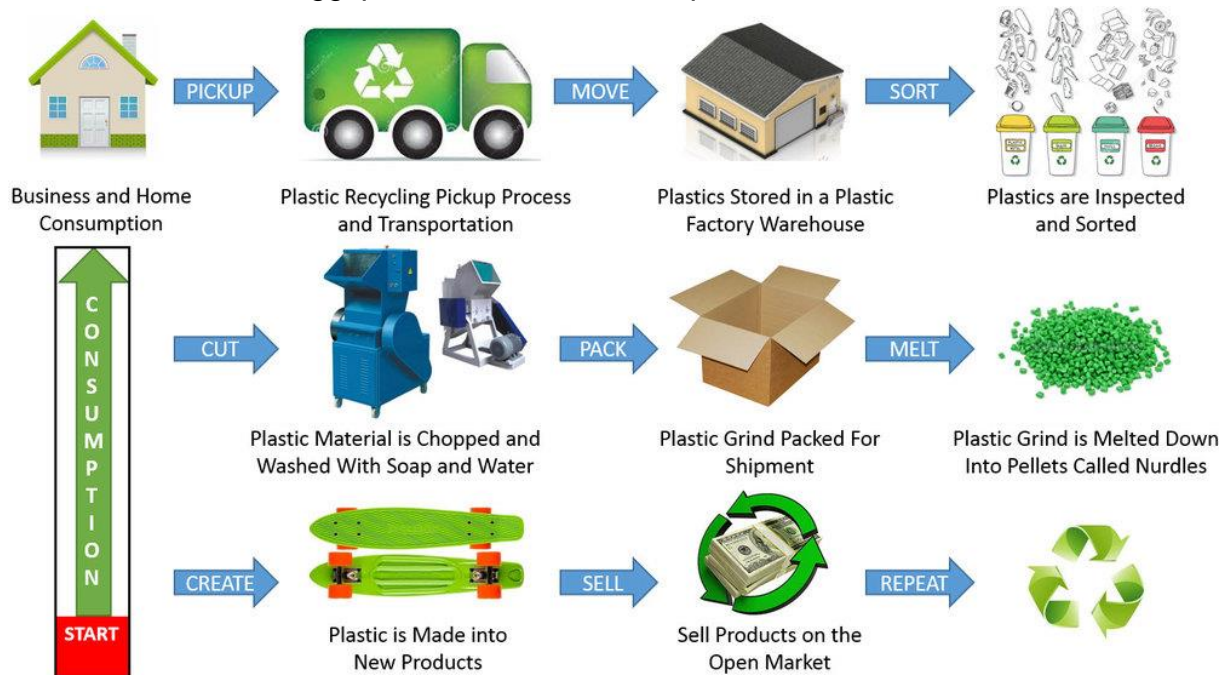 PICKUP
MOVE
SORT
Business and Home
Consumption
Plastic Recycling Pickup Process
and Transportation
Plastics Stored in a Plastic
Factory Warehouse
Plastics are Inspected
and Sorted
CONSUMPTION
START
CUT
PACK
MELT
Plastic Material is Chopped and
Washed With Soap and Water
Plastic Grind Packed For
Shipment
Plastic Grind is Melted Down
Into Pellets Called Nurdles
CREATE
SELL
REPEAT
Plastic is Made into
New Products
Sell Products on the
Open Market